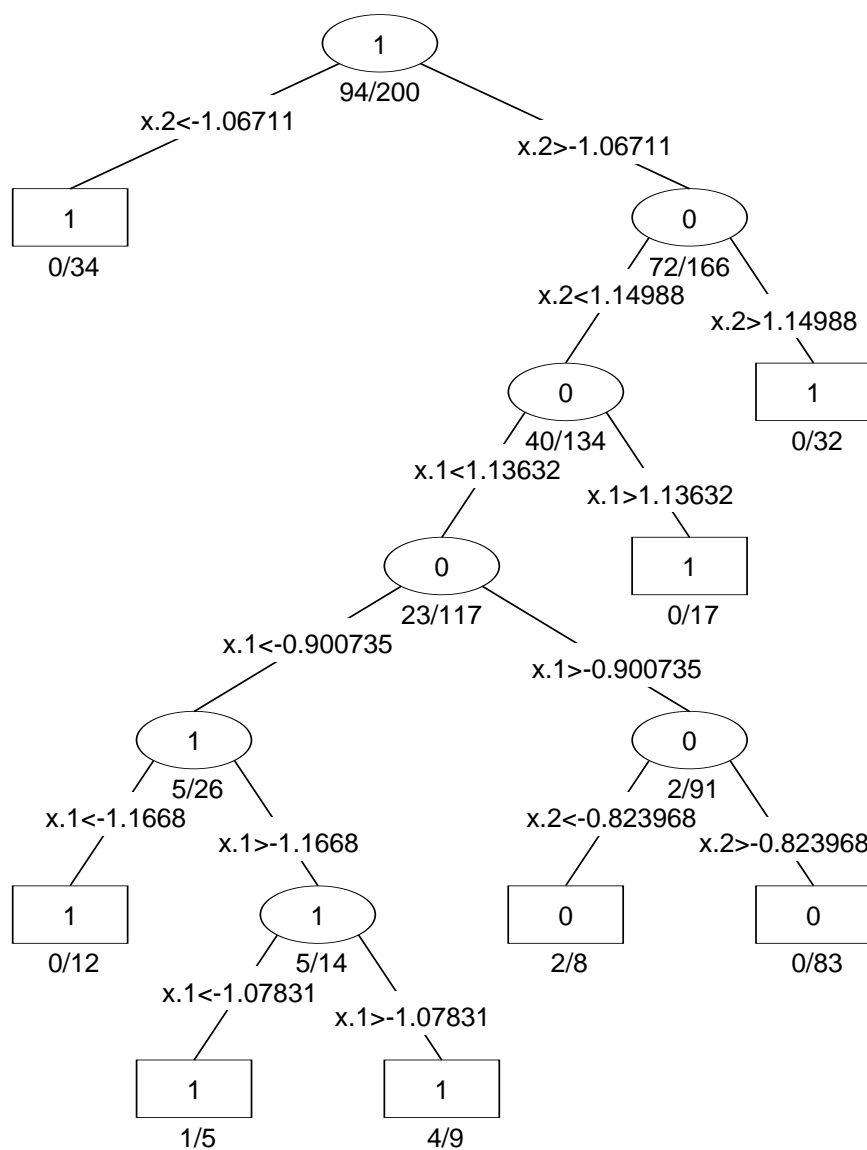 1
94/200
x.2<-1.06711
x.2>-1.06711
1
0/34
0
72/166
x.2<1.14988
x.2>1.14988
0
40/134
1
0/32
x.1<1.13632
x.1>1.13632
0
23/117
1
0/17
x.1<-0.900735
x.1>-0.900735
1
5/26
0
2/91
x.1<-1.1668
x.1>-1.1668
x.2<-0.823968
x.2>-0.823968
1
0/12
1
5/14
0
2/8
0
0/83
x.1<-1.07831
x.1>-1.07831
1
1/5
1
4/9